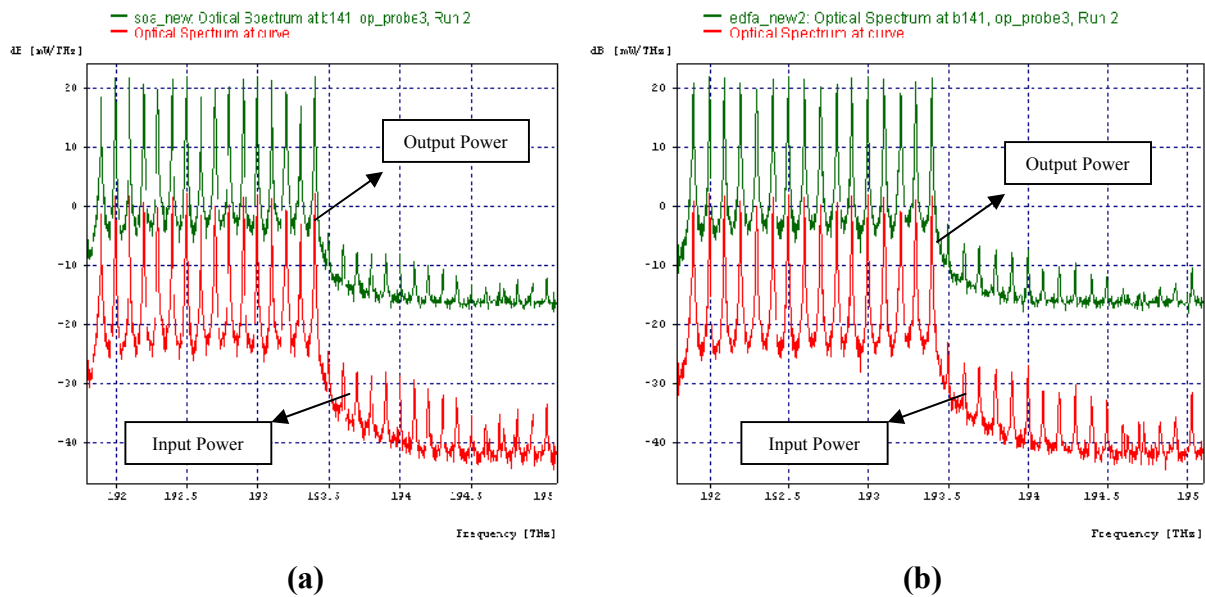 soa_new: Optical Spectrum at b141, op_probe3, Run 2
Optical Spectrum at curve
dB [mW/THz]
20
10
0
-10
-20
-30
-40
192
192.5
193
193.5
194
194.5
195
Frequency [THz]
Output Power
Input Power
(a)
edfa_new2: Optical Spectrum at b141, op_probe3, Run 2
Optical Spectrum at curve
dB [mW/THz]
20
10
0
-10
-20
-30
-40
192
192.5
193
193.5
194
194.5
195
Frequency [THz]
Output Power
Input Power
(b)